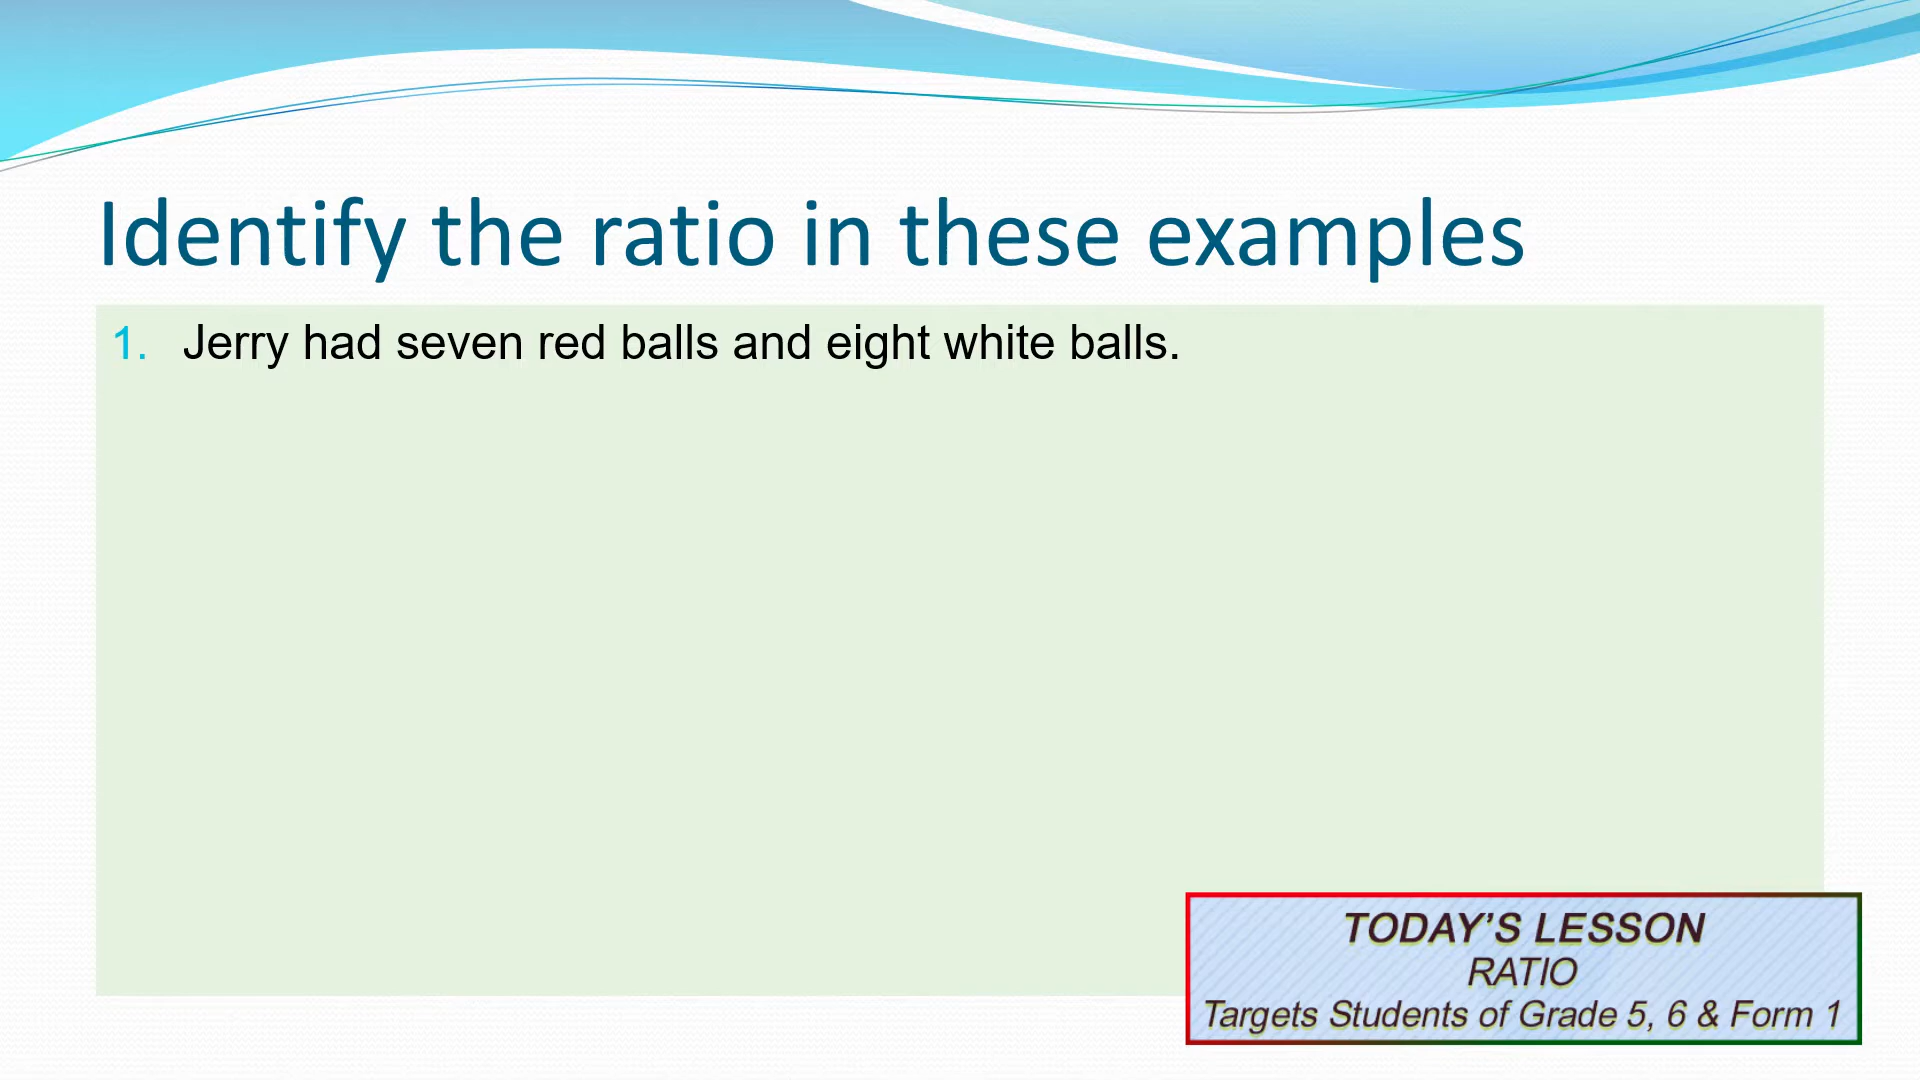 Identify the ratio in these examples
1. Jerry had seven red balls and eight white balls.
TODAY’S LESSON
RATIO
Targets Students of Grade 5, 6 & Form 1